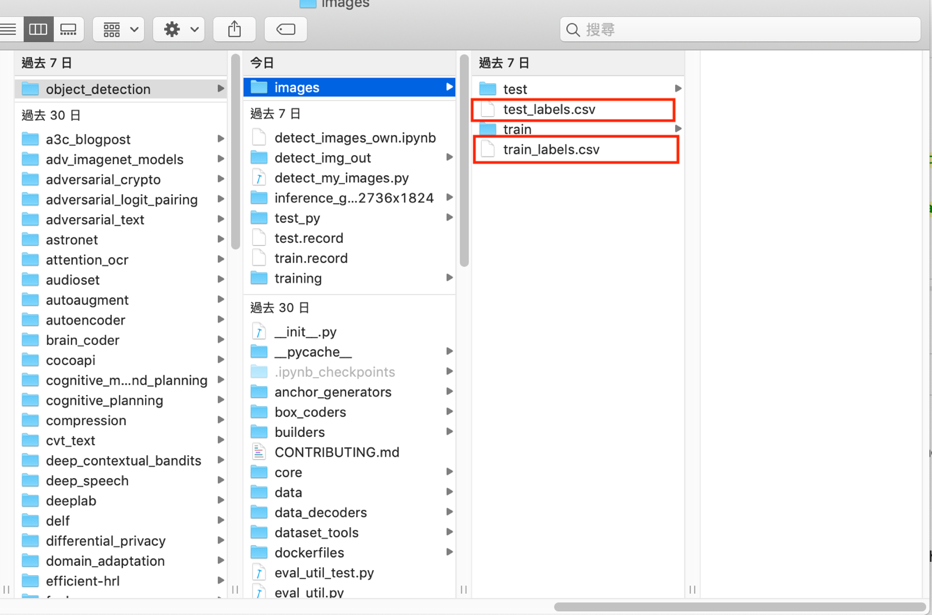 images
搜尋
過去 7 日
object_detection
過去 30 日
a3c_blogpost
adv_imagenet_models
adversarial_crypto
adversarial_logit_pairing
adversarial_text
astronet
attention_ocr
audioset
autoaugment
autoencoder
brain_coder
cocoapi
cognitive_m...nd_planning
cognitive_planning
compression
cvt_text
deep_contextual_bandits
deep_speech
deeplab
delf
differential_privacy
domain_adaptation
efficient-hrl
今日
images
過去 7 日
detect_images_own.ipynb
detect_img_out
detect_my_images.py
inference_g...2736x1824
test_py
test.record
train.record
training
過去 30 日
__init__.py
__pycache__
.ipynb_checkpoints
anchor_generators
box_coders
builders
CONTRIBUTING.md
core
data
data_decoders
dataset_tools
dockerfiles
eval_util_test.py
eval_util.py
過去 7 日
test
test_labels.csv
train
train_labels.csv